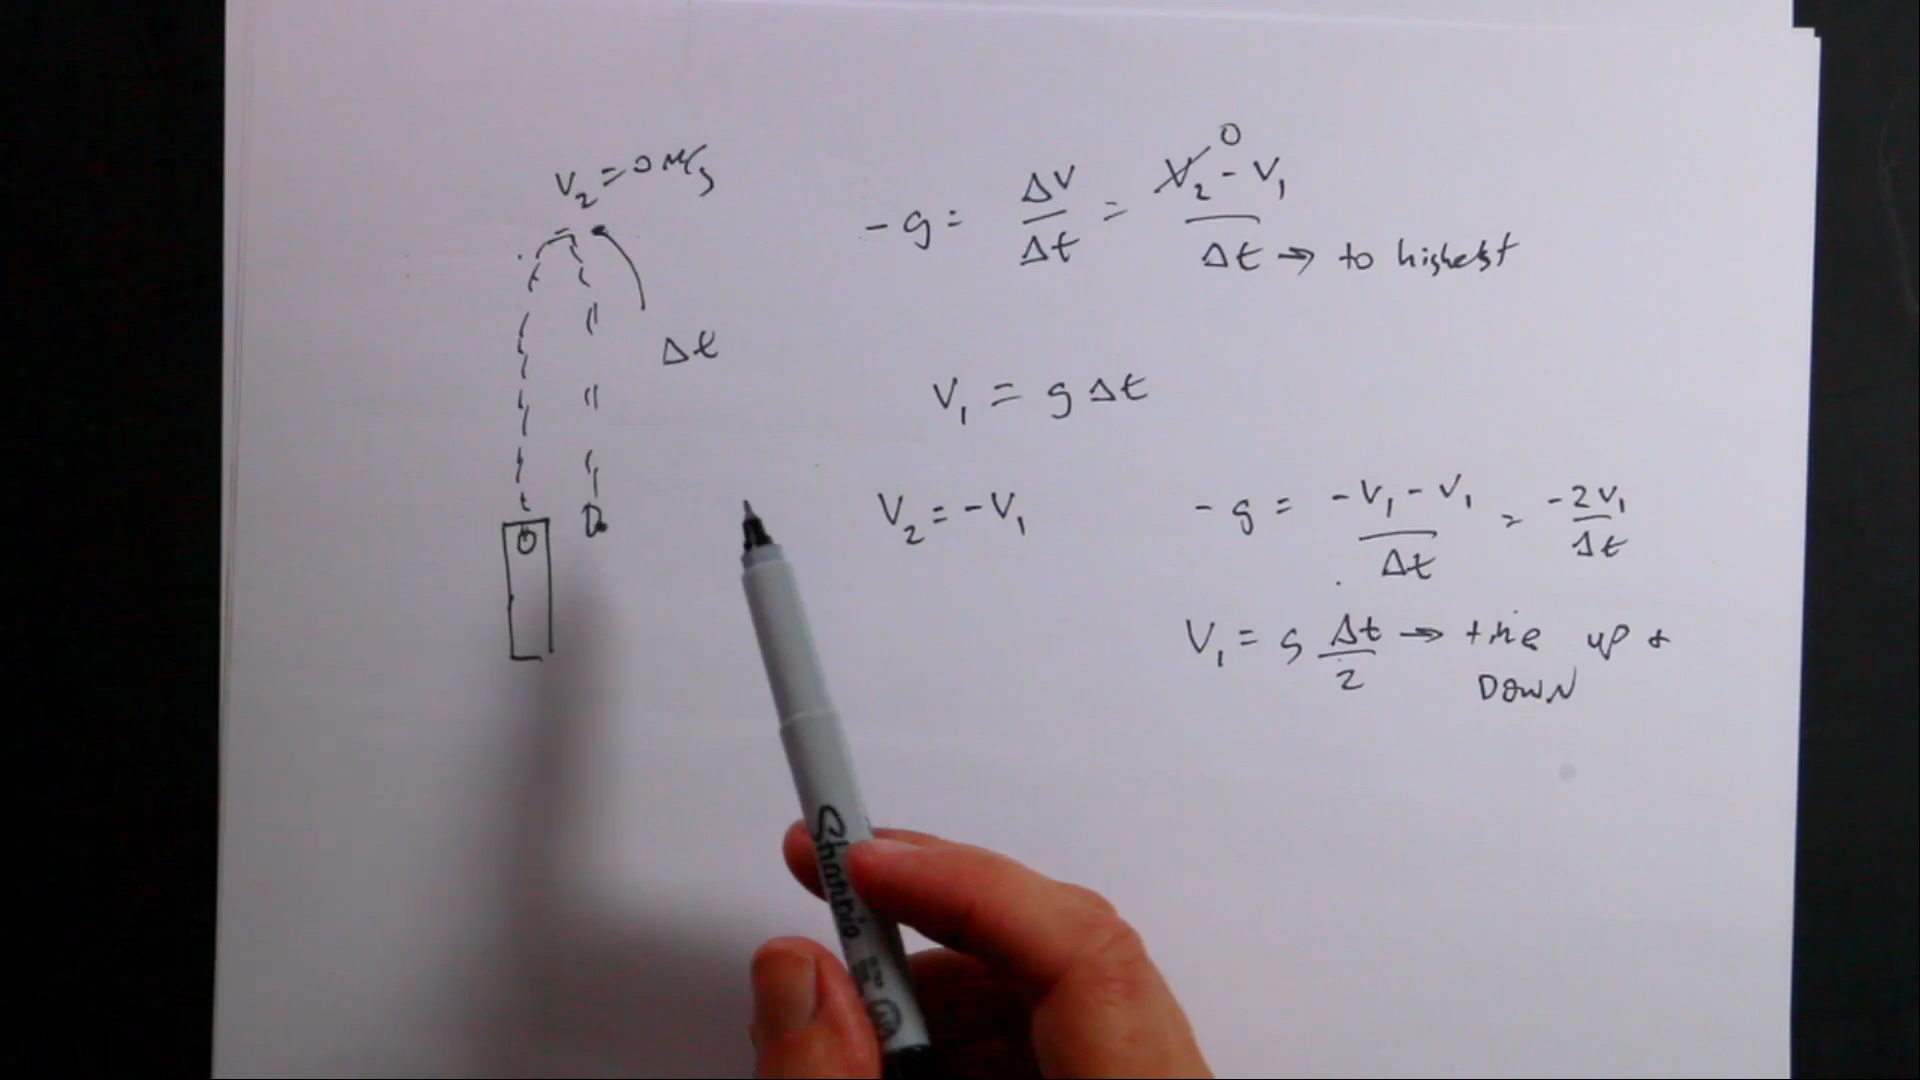 V₂ = 0 m/s
-g = Δv/Δt = V₂ - V₁/Δt → to highest
0
Δt
V₁ = g Δt
V₂ = -V₁
-g = -V₁ - V₁/Δt = -2V₁/Δt
V₁ = g Δt/2 → time up &
DOWN
Sharpie